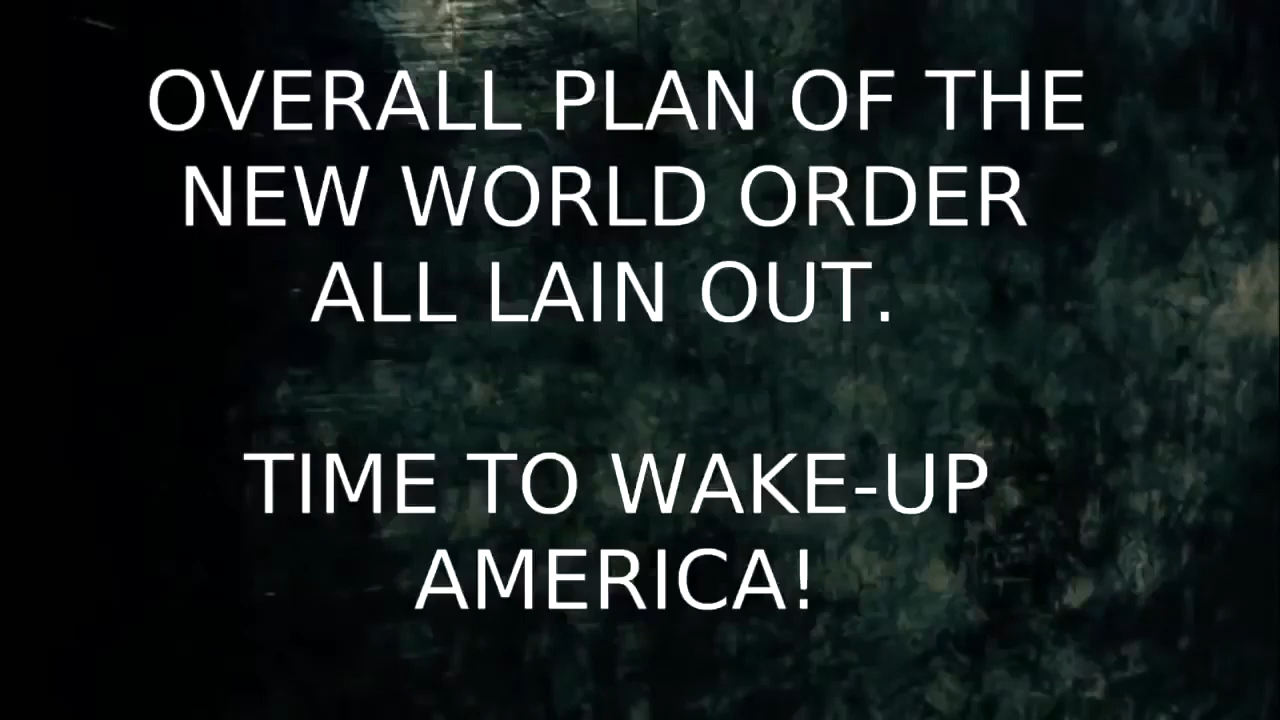 OVERALL PLAN OF THE
NEW WORLD ORDER
ALL LAIN OUT.
TIME TO WAKE-UP
AMERICA!